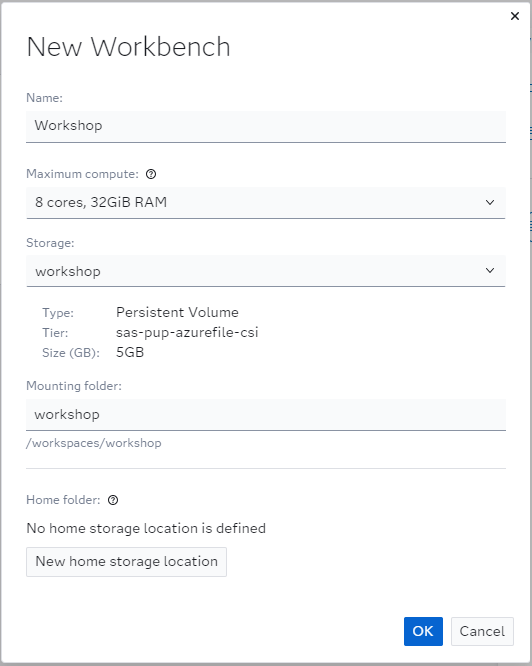 New Workbench
Name:
Workshop
Maximum compute:
8 cores, 32GiB RAM
Storage:
workshop
Type: Persistent Volume
Tier: sas-pup-azurefile-csi
Size (GB): 5GB
Mounting folder:
workshop
/workspaces/workshop
Home folder:
No home storage location is defined
New home storage location
OK Cancel